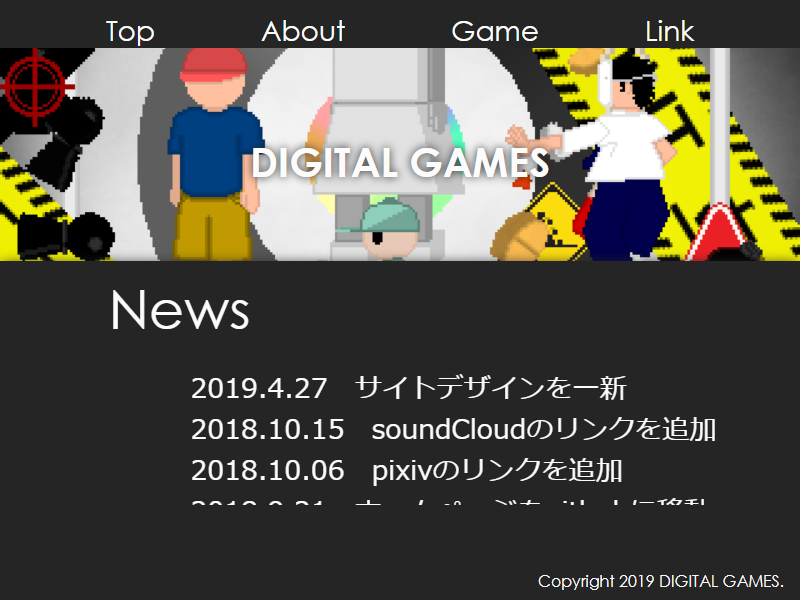 Top About Game Link
DIGITAL GAMES
News
2019.4.27 サイトデザインを一新
2018.10.15 soundCloudのリンクを追加
2018.10.06 pixivのリンクを追加
Copyright 2019 DIGITAL GAMES.